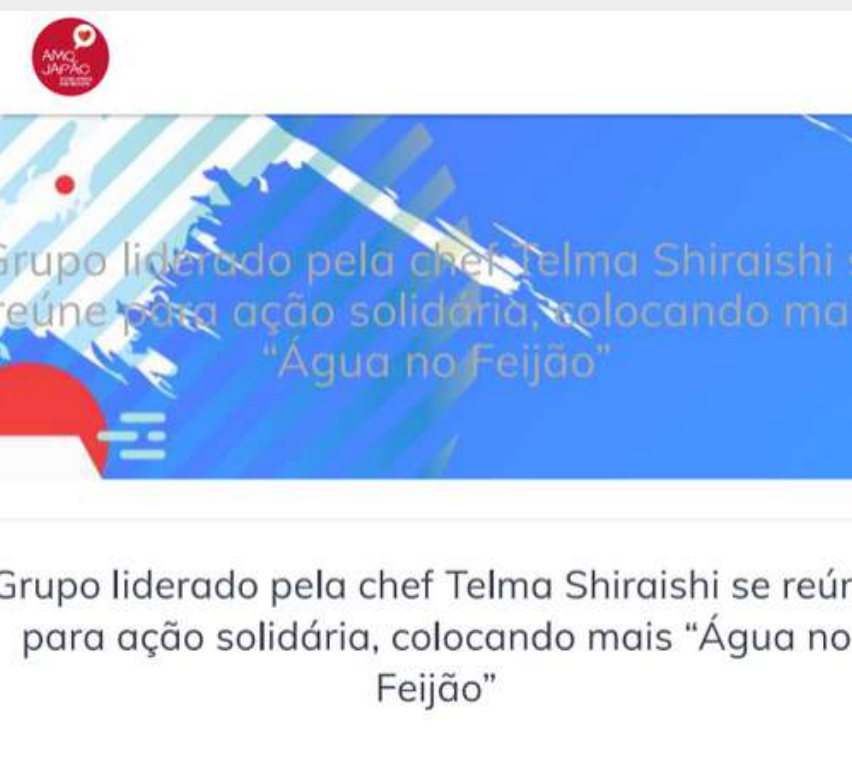 AMO
JAPÃO
Grupo liderado pela chef Telma Shiraishi s
reúne para ação solidária, colocando ma
“Água no Feijão”
Grupo liderado pela chef Telma Shiraishi se reún
para ação solidária, colocando mais “Água no
Feijão”